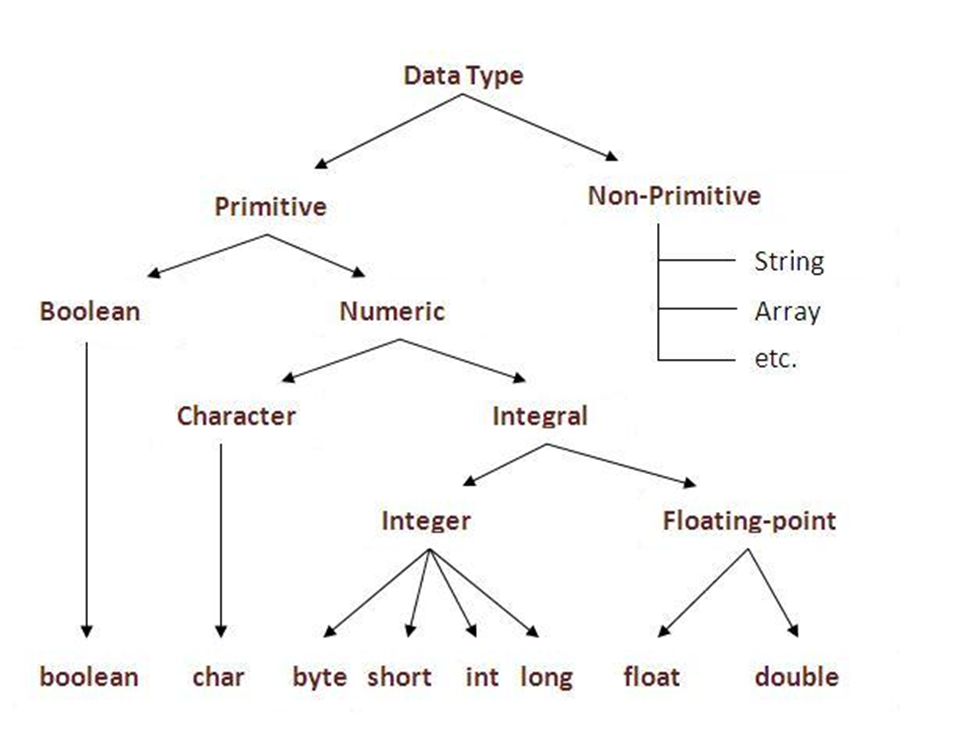 Data Type
Primitive
Non-Primitive
String
Array
etc.
Boolean
Numeric
Character
Integral
Integer
Floating-point
boolean
char
byte
short
int
long
float
double